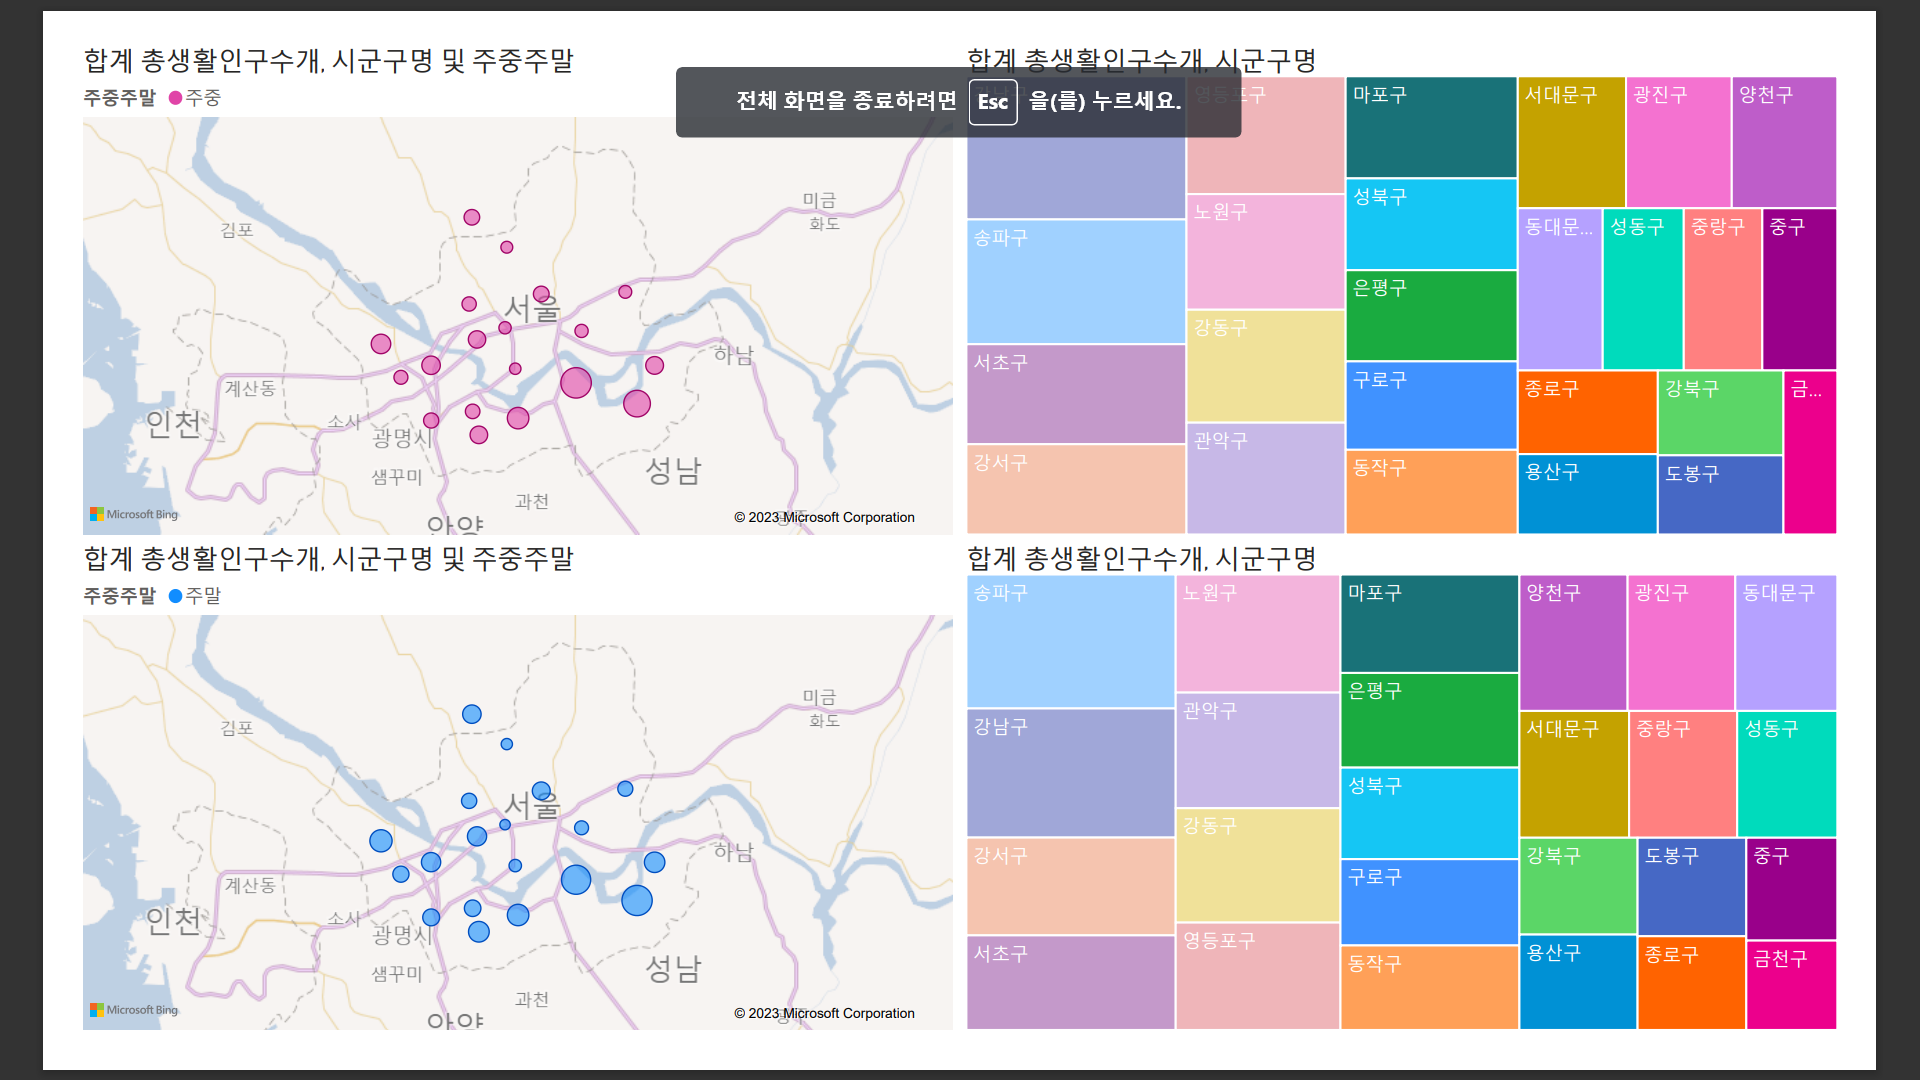 합계 총생활인구수개, 시군구명 및 주중주말
주중주말 주중
김포
미금
화도
서울
하남
계산동
인천
소사
광명시
샘꾸미
성남
과천
안양
Microsoft Bing
© 2023 Microsoft Corporation
합계 총생활인구수개, 시군구명
전체 화면을 종료하려면 Esc 을(를) 누르세요.
영등포구
마포구
서대문구
광진구
양천구
송파구
노원구
성북구
동대문...
성동구
중랑구
중구
서초구
강동구
은평구
강서구
관악구
구로구
동작구
종로구
강북구
금...
용산구
도봉구
합계 총생활인구수개, 시군구명 및 주중주말
주중주말 주말
김포
미금
화도
서울
하남
계산동
인천
소사
광명시
샘꾸미
성남
과천
안양
Microsoft Bing
© 2023 Microsoft Corporation
합계 총생활인구수개, 시군구명
송파구
노원구
마포구
양천구
광진구
동대문구
강남구
관악구
은평구
서대문구
중랑구
성동구
강서구
강동구
성북구
구로구
강북구
도봉구
중구
서초구
영등포구
동작구
용산구
종로구
금천구